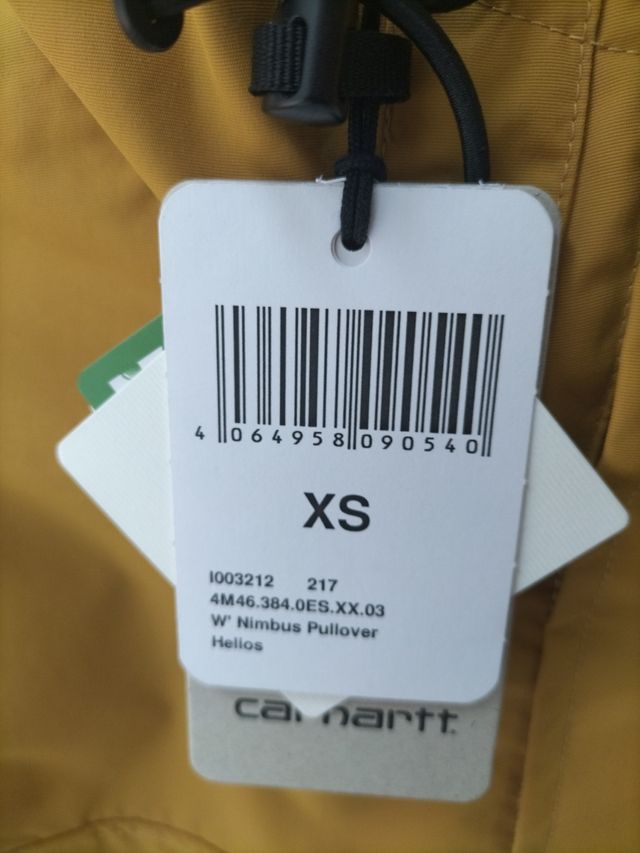 4 064958 090540
XS
I003212 217
4M46.384.0ES.XX.03
W' Nimbus Pullover
Helios
carhartt